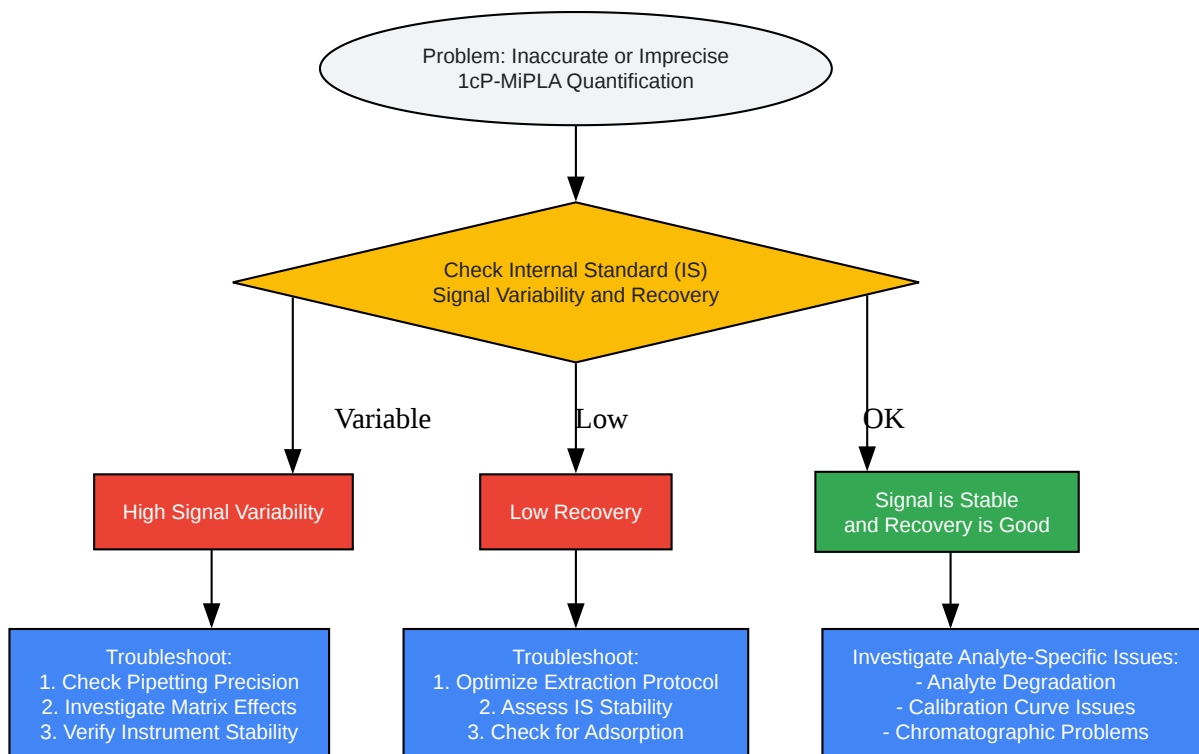 Problem: Inaccurate or Imprecise
1cP-MiPLA Quantification
Check Internal Standard (IS)
Signal Variability and Recovery
Variable
Low
OK
High Signal Variability
Low Recovery
Signal is Stable
and Recovery is Good
Troubleshoot:
1. Check Pipetting Precision
2. Investigate Matrix Effects
3. Verify Instrument Stability
Troubleshoot:
1. Optimize Extraction Protocol
2. Assess IS Stability
3. Check for Adsorption
Investigate Analyte-Specific Issues:
- Analyte Degradation
- Calibration Curve Issues
- Chromatographic Problems